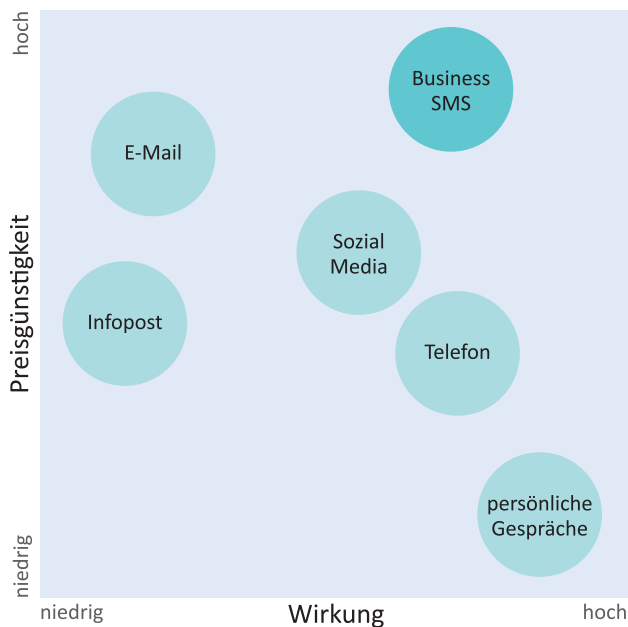 hoch
Business
SMS
E-Mail
Sozial
Media
Preisgünstigkeit
Infopost
Telefon
persönliche
Gespräche
niedrig
niedrig
Wirkung
hoch